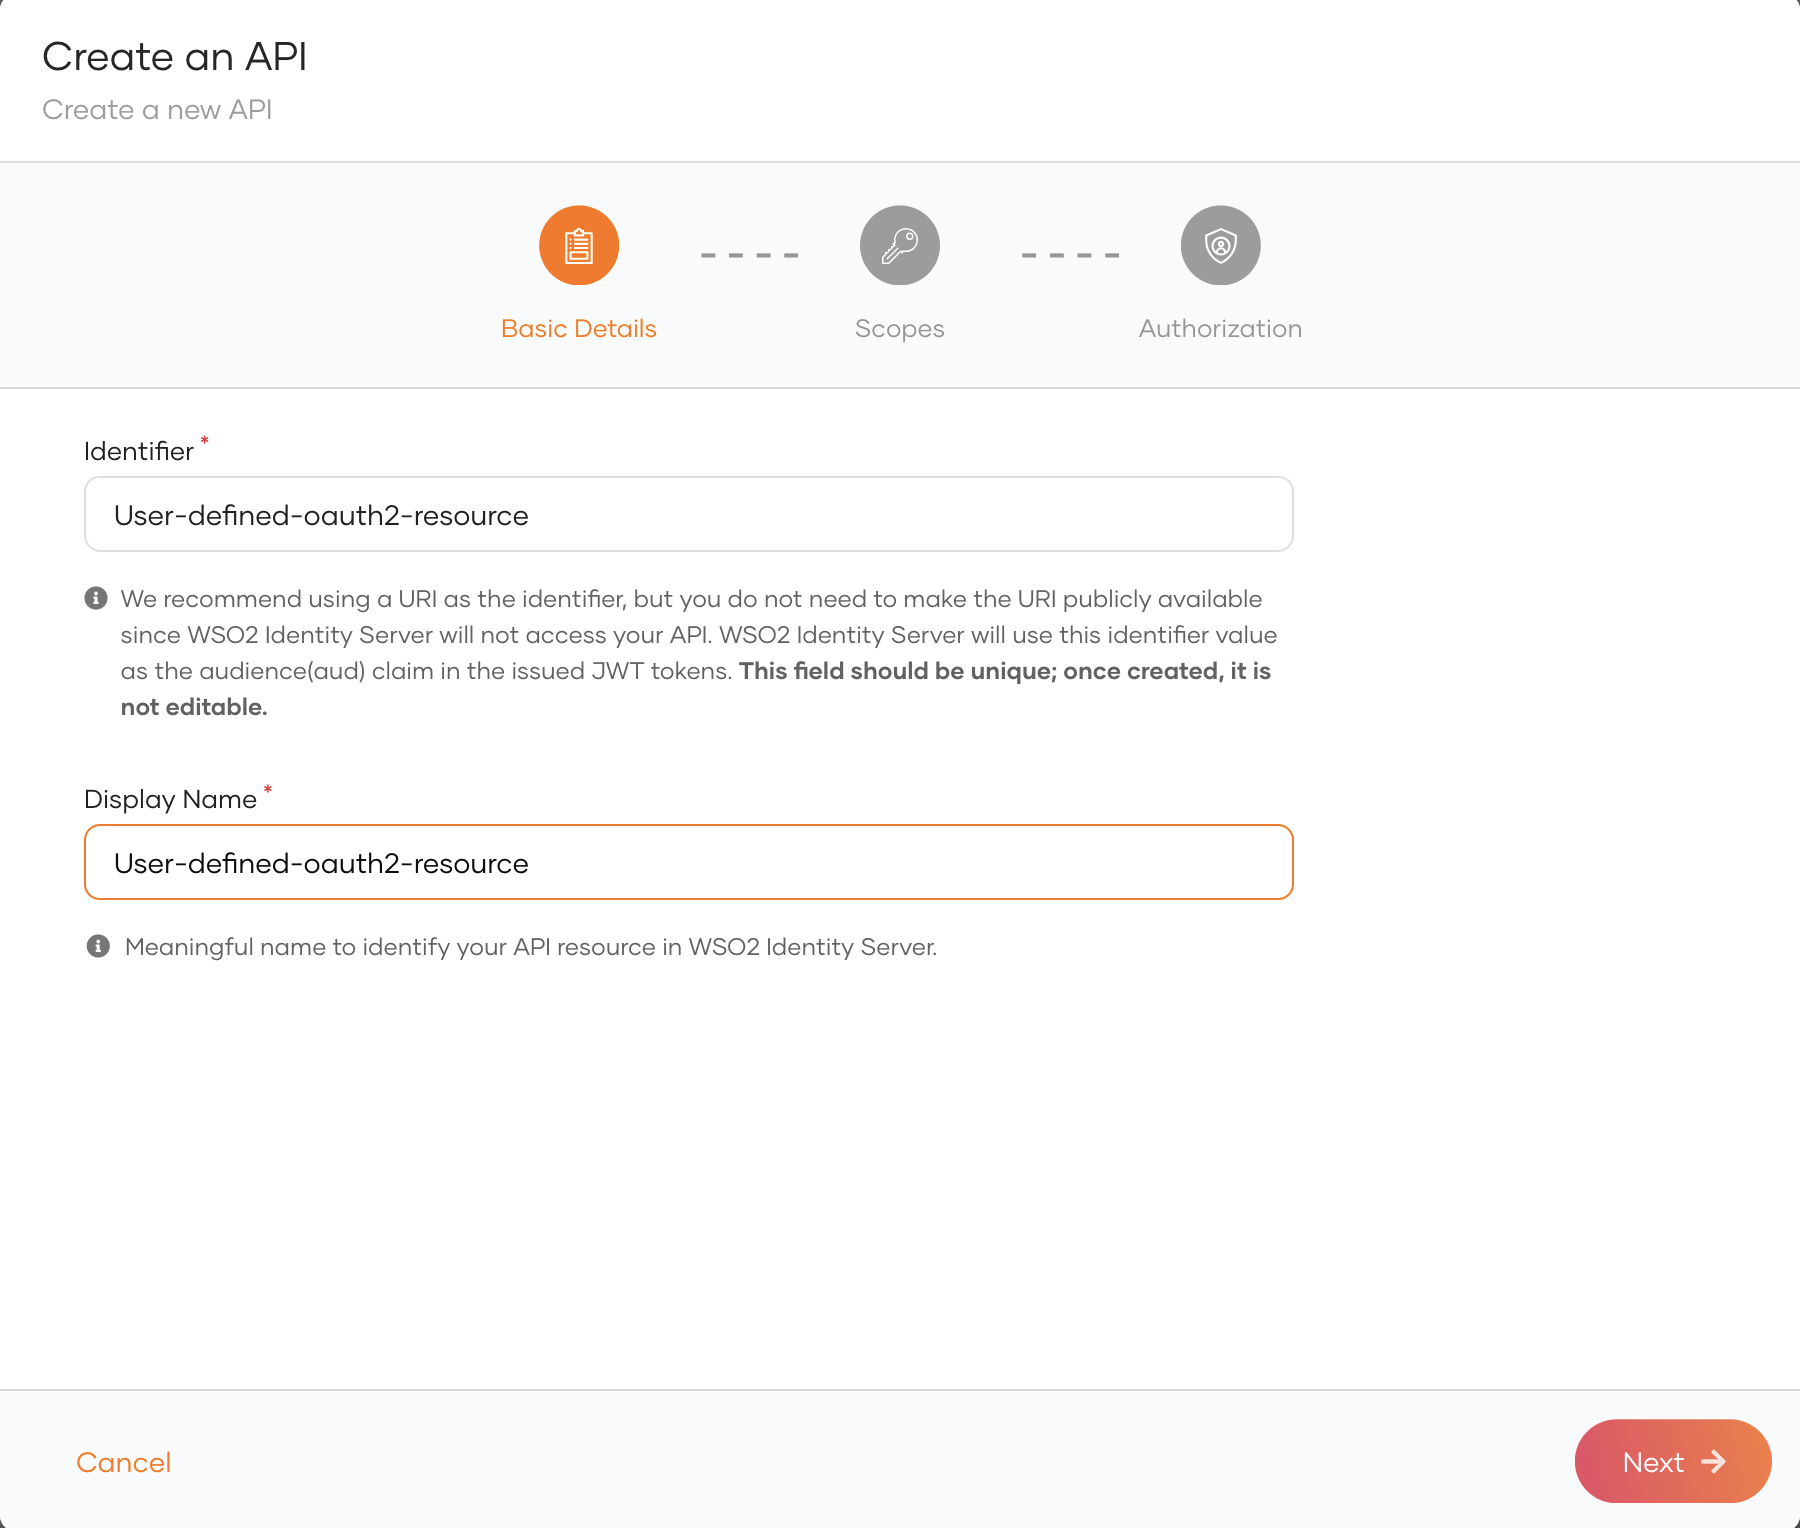 Create an API
Create a new API
Basic Details
Scopes
Authorization
Identifier *
User-defined-oauth2-resource
We recommend using a URI as the identifier, but you do not need to make the URI publicly available
since WSO2 Identity Server will not access your API. WSO2 Identity Server will use this identifier value
as the audience(aud) claim in the issued JWT tokens. This field should be unique; once created, it is
not editable.
Display Name *
User-defined-oauth2-resource
Meaningful name to identify your API resource in WSO2 Identity Server.
Cancel
Next